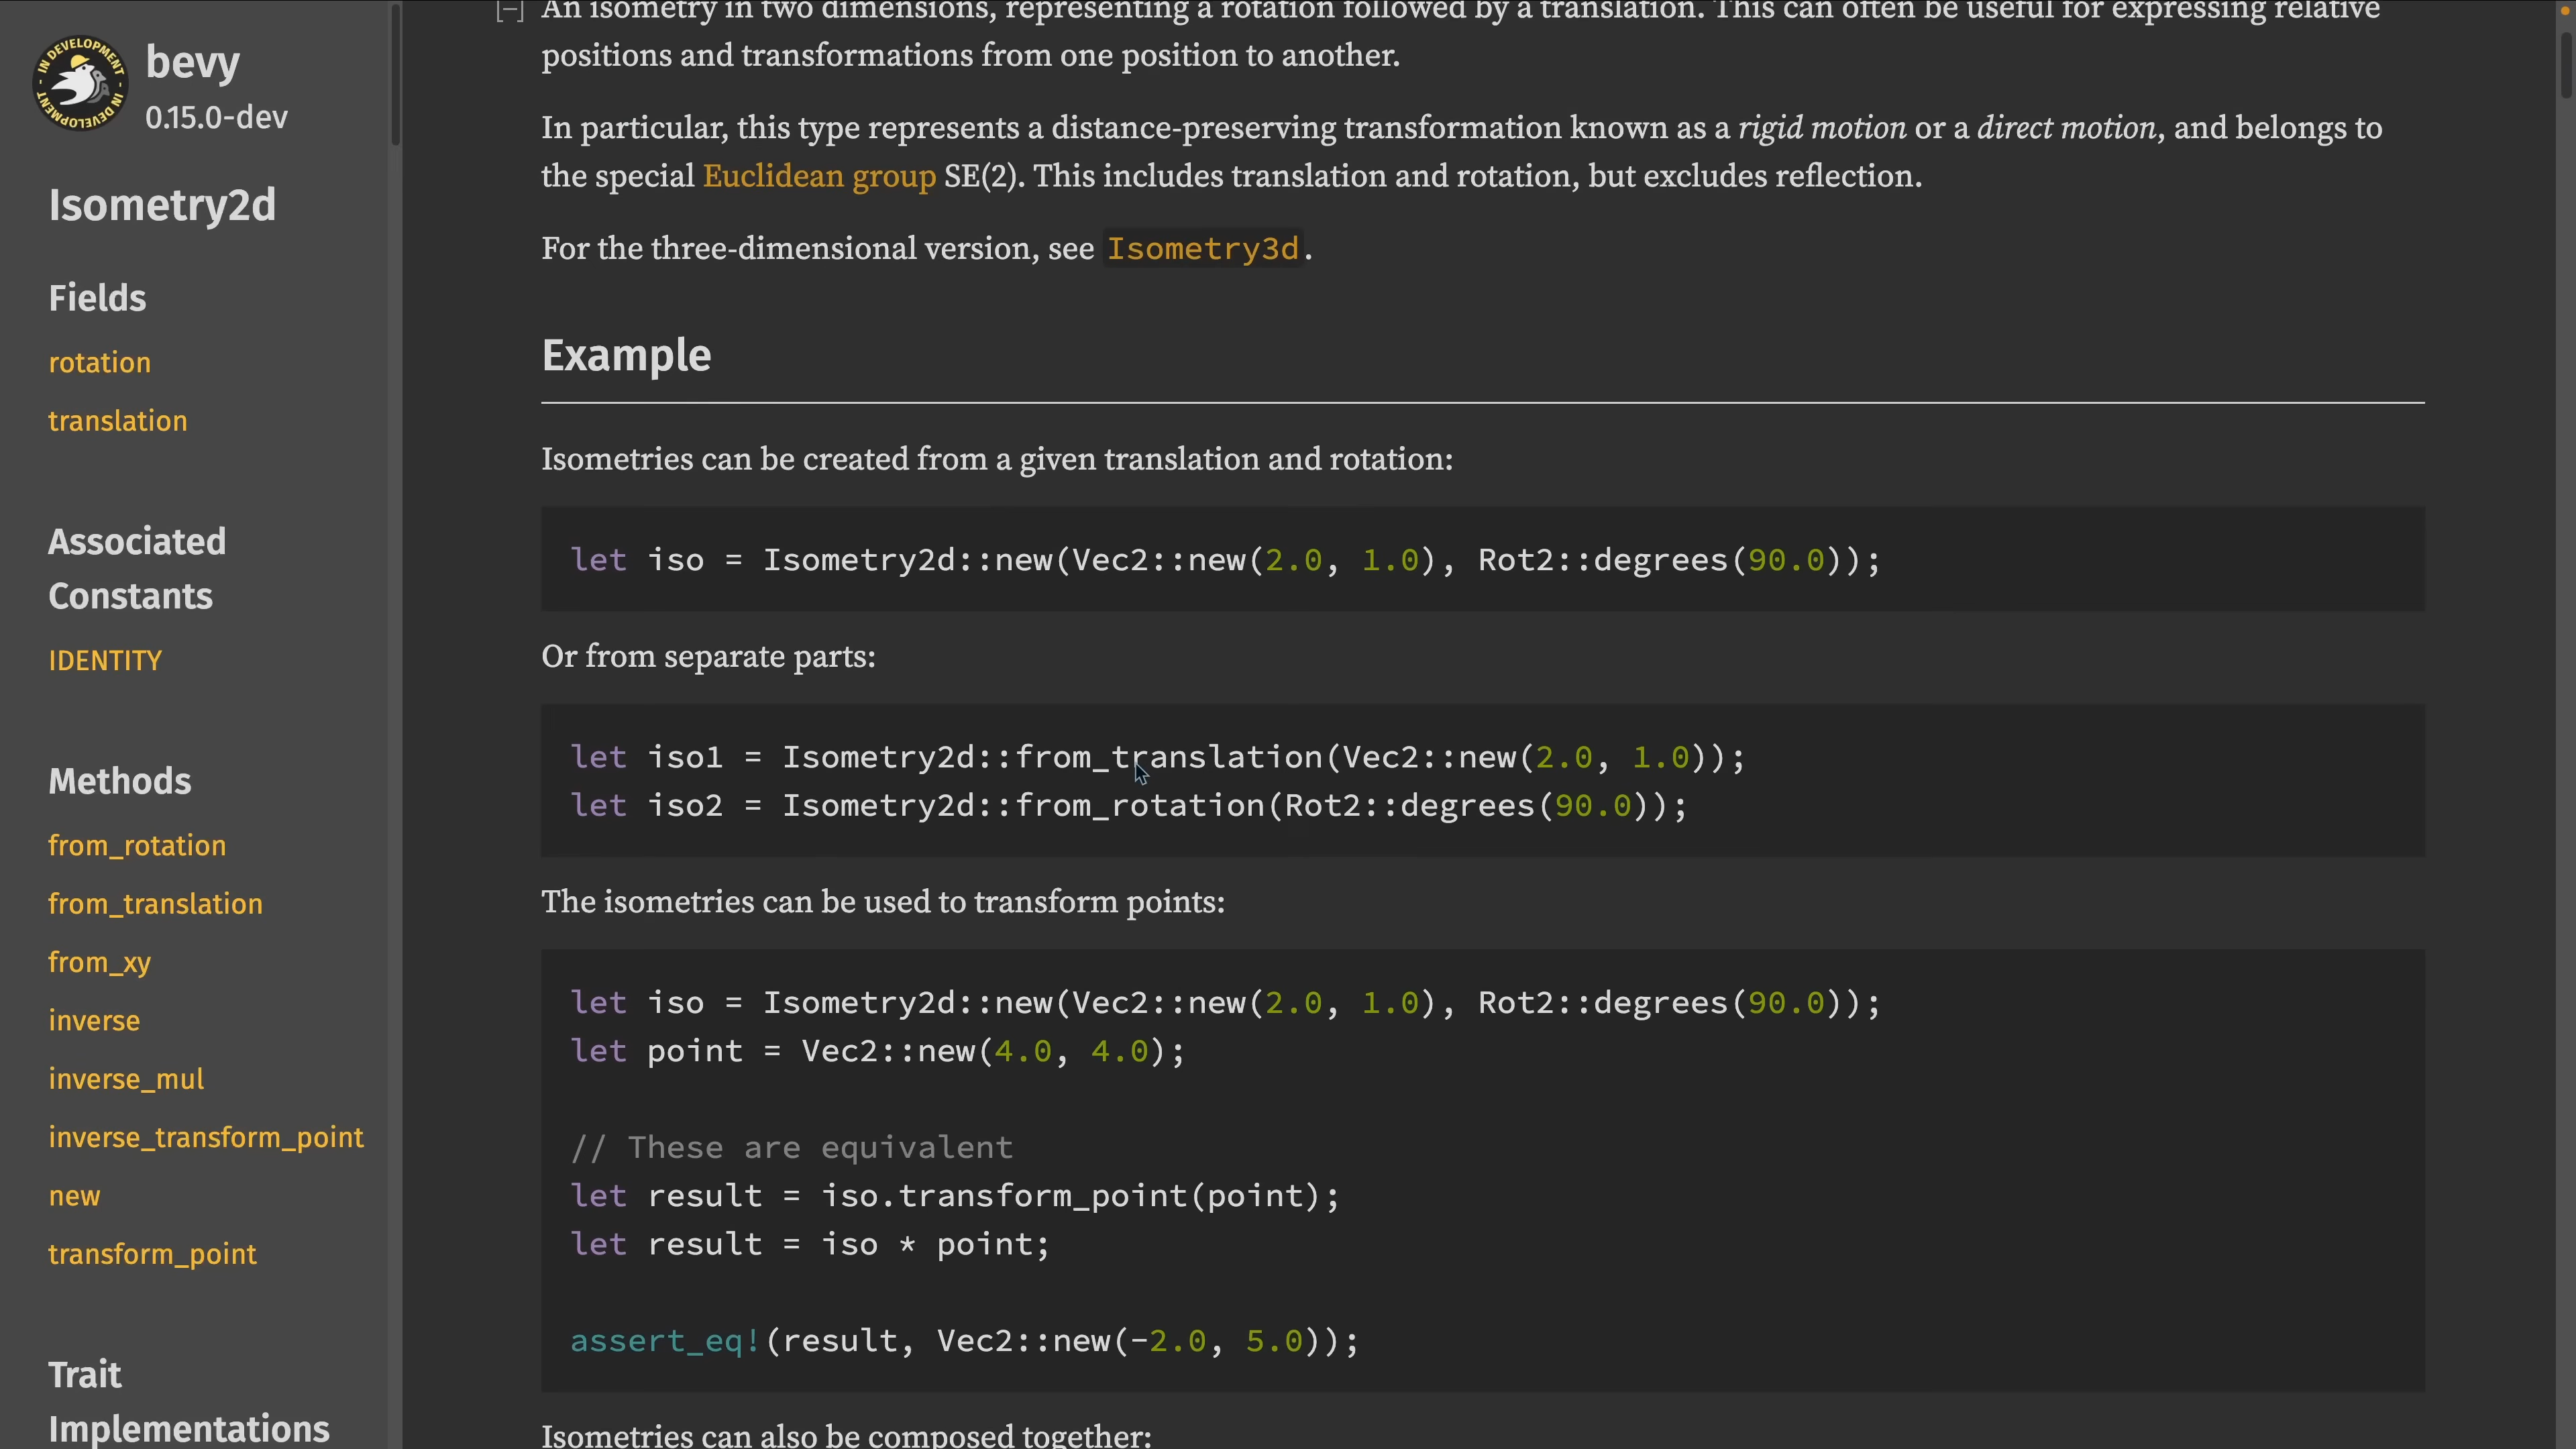 IN DEVELOPMENT - IN DEVELOPMENT -
bevy
0.15.0-dev
Isometry2d
Fields
rotation
translation
Associated
Constants
IDENTITY
Methods
from_rotation
from_translation
from_xy
inverse
inverse_mul
inverse_transform_point
new
transform_point
Trait
Implementations
[−] An isometry in two dimensions, representing a rotation followed by a translation. This can often be useful for expressing relative
positions and transformations from one position to another.
In particular, this type represents a distance-preserving transformation known as a rigid motion or a direct motion, and belongs to
the special Euclidean group SE(2). This includes translation and rotation, but excludes reflection.
For the three-dimensional version, see Isometry3d.
Example
Isometries can be created from a given translation and rotation:
let iso = Isometry2d::new(Vec2::new(2.0, 1.0), Rot2::degrees(90.0));
Or from separate parts:
let iso1 = Isometry2d::from_translation(Vec2::new(2.0, 1.0));
let iso2 = Isometry2d::from_rotation(Rot2::degrees(90.0));
The isometries can be used to transform points:
let iso = Isometry2d::new(Vec2::new(2.0, 1.0), Rot2::degrees(90.0));
let point = Vec2::new(4.0, 4.0);
// These are equivalent
let result = iso.transform_point(point);
let result = iso * point;
assert_eq!(result, Vec2::new(-2.0, 5.0));
Isometries can also be composed together: